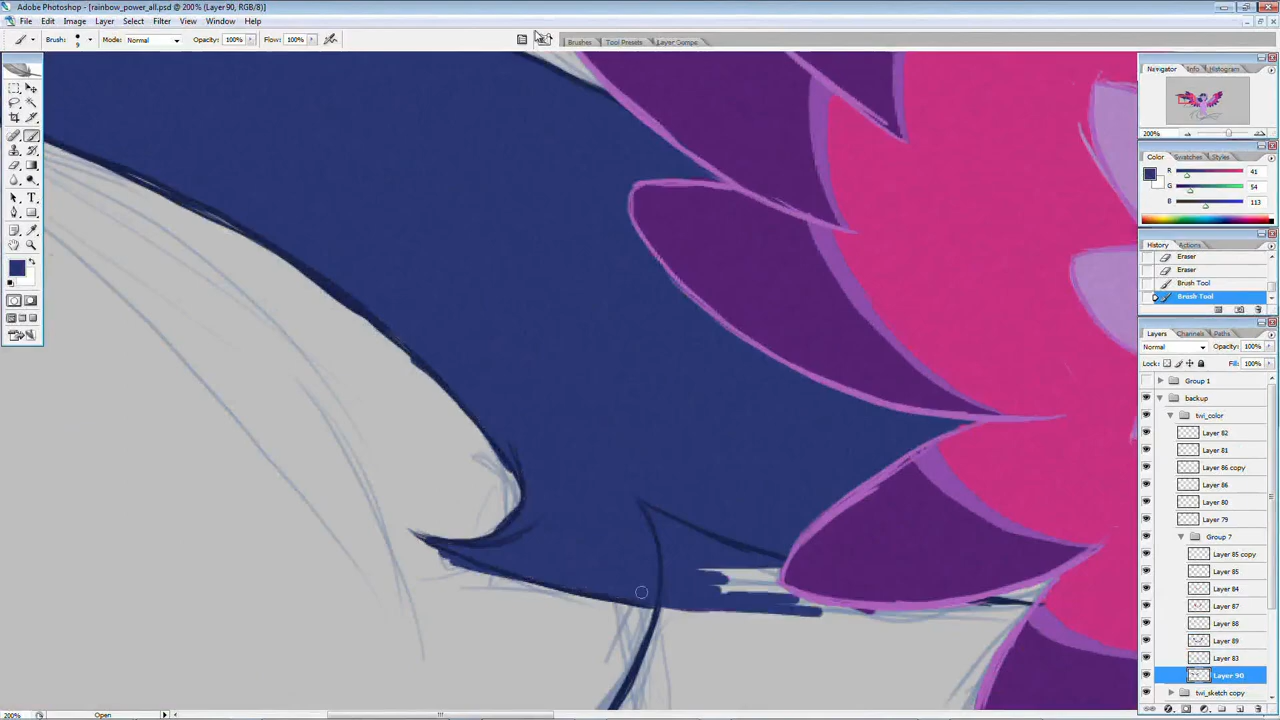 Adobe Photoshop - [rainbow_power_all.psd @ 200% (Layer 90, RGB/8)]
File Edit Image Layer Select Filter View Window Help
Brush: 9 Mode: Normal Opacity: 100% Flow: 100% Brushes Tool Presets Layer Comps
Navigator Info Histogram
200%
Color Swatches Styles
R 41
G 54
B 113
History Actions
Eraser
Eraser
Brush Tool
Brush Tool
Layers Channels Paths
Normal Opacity: 100%
Lock: Fill: 100%
Group 1
backup
twi_color
Layer 82
Layer 81
Layer 86 copy
Layer 86
Layer 80
Layer 79
Group 7
Layer 85 copy
Layer 85
Layer 84
Layer 87
Layer 88
Layer 89
Layer 83
Layer 90
twi_sketch copy
200% Open